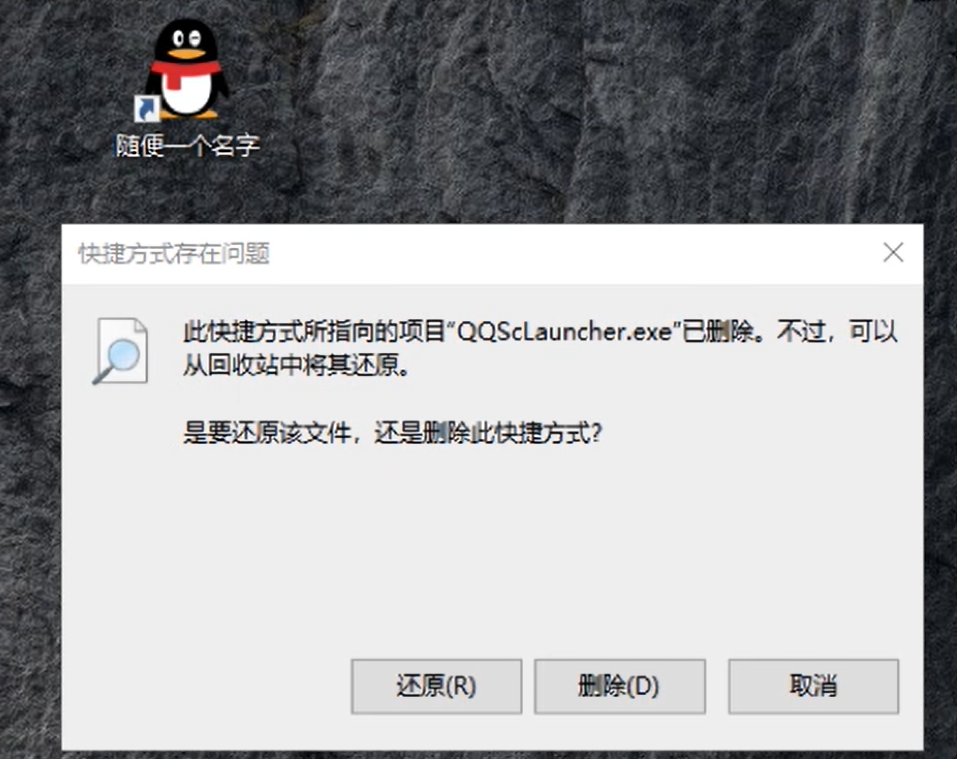 随便一个名字
快捷方式存在问题
此快捷方式所指向的项目“QQScLauncher.exe”已删除。不过，可以
从回收站中将其还原。
是要还原该文件，还是删除此快捷方式？
还原(R) 删除(D) 取消